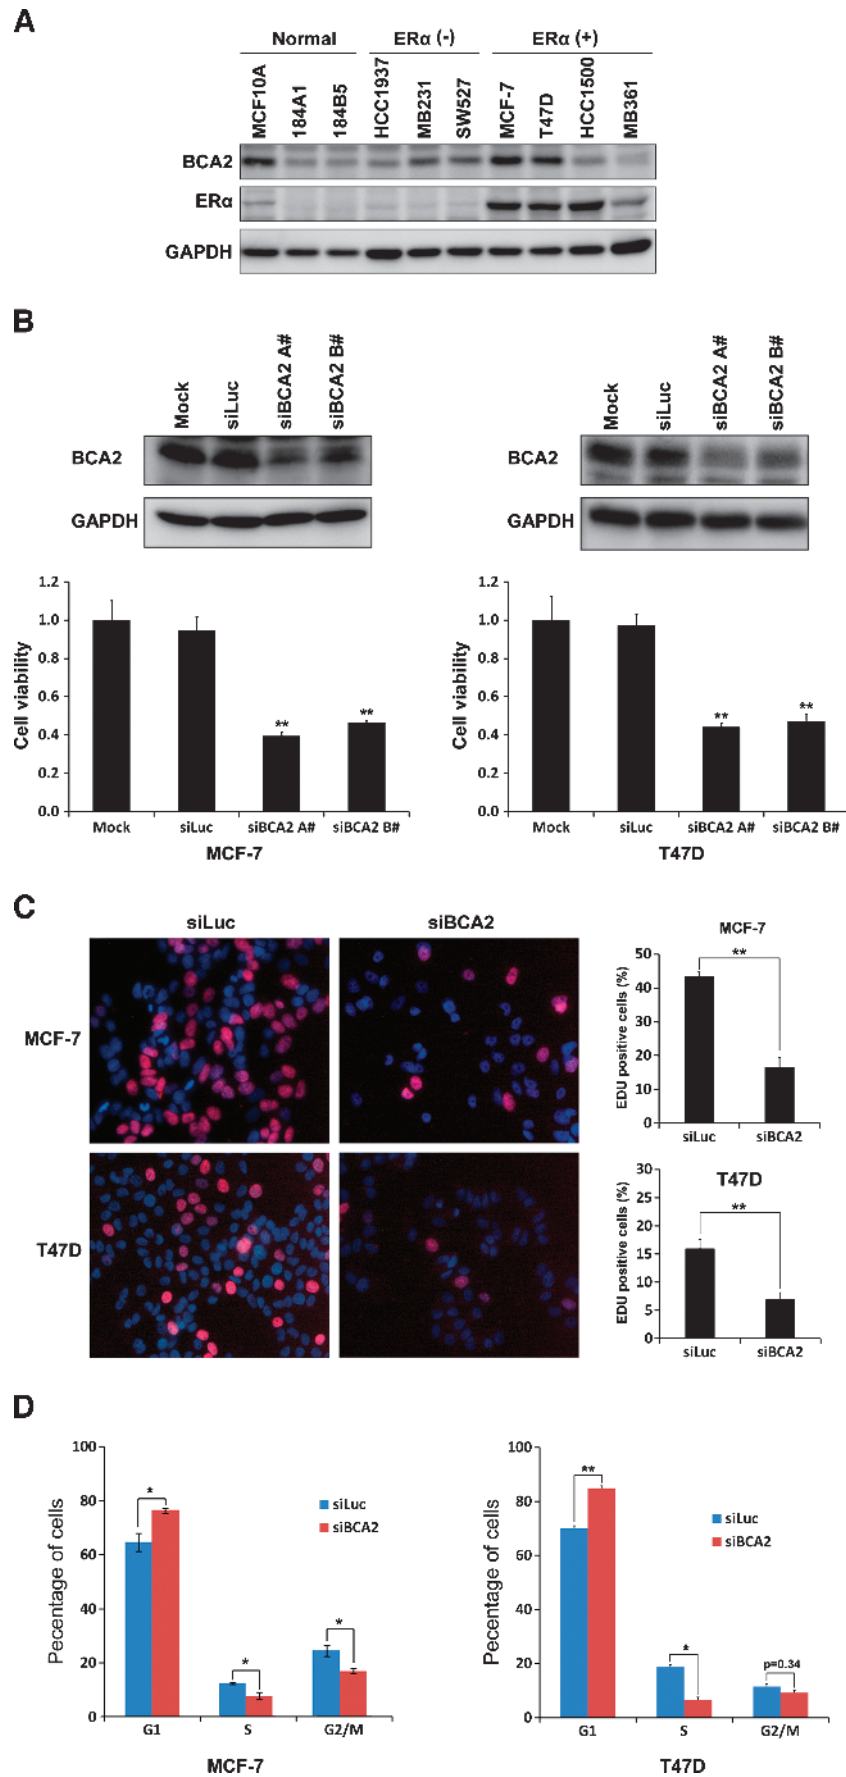 A
Normal ERα (-) ERα (+)
MCF10A 184A1 184B5 HCC1937 MB231 SW527 MCF-7 T47D HCC1500 MB361
BCA2
ERα
GAPDH
B
Mock siLuc siBCA2 A# siBCA2 B# Mock siLuc siBCA2 A# siBCA2 B#
BCA2 BCA2
GAPDH GAPDH
Cell viability
1.2
1.0
0.8
0.6
0.4
0.2
0.0
** **
Mock siLuc siBCA2 A# siBCA2 B#
MCF-7
Cell viability
1.2
1.0
0.8
0.6
0.4
0.2
0.0
** **
Mock siLuc siBCA2 A# siBCA2 B#
T47D
C
siLuc siBCA2
MCF-7
T47D
MCF-7
EDU positive cells (%)
50
40
30
20
10
0
**
siLuc siBCA2
T47D
EDU positive cells (%)
30
25
20
15
10
5
0
**
siLuc siBCA2
D
Pecentage of cells
100
80
60
40
20
0
* * *
siLuc
siBCA2
G1 S G2/M
MCF-7
Pecentage of cells
100
80
60
40
20
0
** * p=0.34
siLuc
siBCA2
G1 S G2/M
T47D